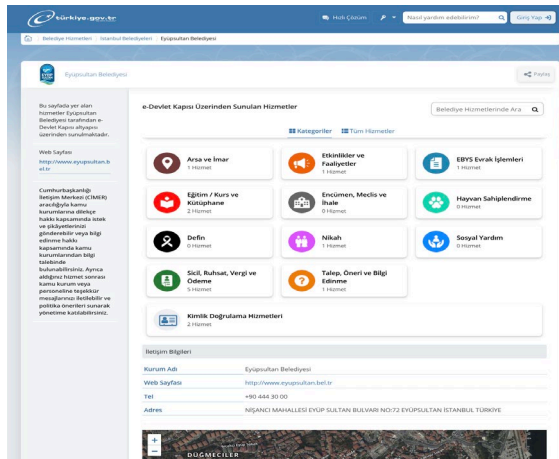 türkiye.gov.tr
Hızlı Çözüm
Nasıl yardım edebilirim?
Giriş Yap
Belediye Hizmetleri
İstanbul Belediyeleri
Eyüpsultan Belediyesi
Eyüpsultan Belediyesi
Paylaş
Bu sayfada yer alan
hizmetler Eyüpsultan
Belediyesi tarafından e-
Devlet Kapısı altyapısı
üzerinden sunulmaktadır.
Web Sayfası
http://www.eyupsultan.b
el.tr
Cumhurbaşkanlığı
İletişim Merkezi (CİMER)
aracılığıyla kamu
kurumlarına dilekçe
hakkı kapsamında istek
ve şikâyetlerinizi
gönderebilir veya bilgi
edinme hakkı
kapsamında kamu
kurumlarından bilgi
talebinde
bulunabilirsiniz. Ayrıca
aldığınız hizmet sonrası
kamu kurum veya
personeline teşekkür
mesajlarınızı iletilebilir ve
politika önerileri sunarak
yönetime katılabilirsiniz.
e-Devlet Kapısı Üzerinden Sunulan Hizmetler
Belediye Hizmetlerinde Ara
Kategoriler
Tüm Hizmetler
Arsa ve İmar
1 Hizmet
Etkinlikler ve
Faaliyetler
1 Hizmet
EBYS Evrak İşlemleri
1 Hizmet
Eğitim / Kurs ve
Kütüphane
2 Hizmet
Encümen, Meclis ve
İhale
0 Hizmet
Hayvan Sahiplendirme
0 Hizmet
Defin
0 Hizmet
Nikah
1 Hizmet
Sosyal Yardım
0 Hizmet
Sicil, Ruhsat, Vergi ve
Ödeme
5 Hizmet
Talep, Öneri ve Bilgi
Edinme
1 Hizmet
Kimlik Doğrulama Hizmetleri
2 Hizmet
İletişim Bilgileri
Kurum Adı
Eyüpsultan Belediyesi
Web Sayfası
http://www.eyupsultan.bel.tr
Tel
+90 444 30 00
Adres
NİŞANCI MAHALLESİ EYÜP SULTAN BULVARI NO:72 EYÜPSULTAN İSTANBUL TÜRKİYE
+
−
DÜĞMECİLER